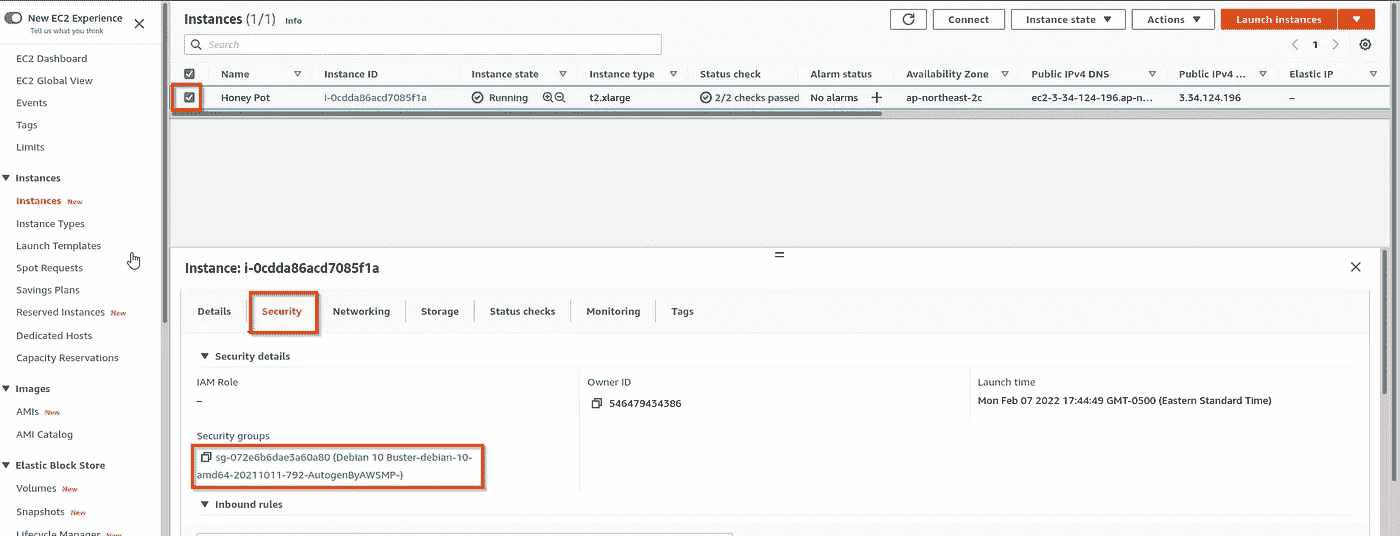 New EC2 Experience
Tell us what you think
EC2 Dashboard
EC2 Global View
Events
Tags
Limits
Instances
Instances New
Instance Types
Launch Templates
Spot Requests
Savings Plans
Reserved Instances New
Dedicated Hosts
Capacity Reservations
Images
AMIs New
AMI Catalog
Elastic Block Store
Volumes New
Snapshots New
Lifecycle Manager New
Instances (1/1) Info
Connect
Instance state
Actions
Launch instances
Search
1
Name Instance ID Instance state Instance type Status check Alarm status Availability Zone Public IPv4 DNS Public IPv4 ... Elastic IP
Honey Pot i-0cdda86acd7085f1a Running t2.xlarge 2/2 checks passed No alarms + ap-northeast-2c ec2-3-34-124-196.ap-n... 3.34.124.196 –
Instance: i-0cdda86acd7085f1a
Details Security Networking Storage Status checks Monitoring Tags
Security details
IAM Role
–
Owner ID
546479434386
Launch time
Mon Feb 07 2022 17:44:49 GMT-0500 (Eastern Standard Time)
Security groups
sg-072e6b6dae3a60a80 (Debian 10 Buster-debian-10-
amd64-20211011-792-AutogenByAWSMP-)
Inbound rules